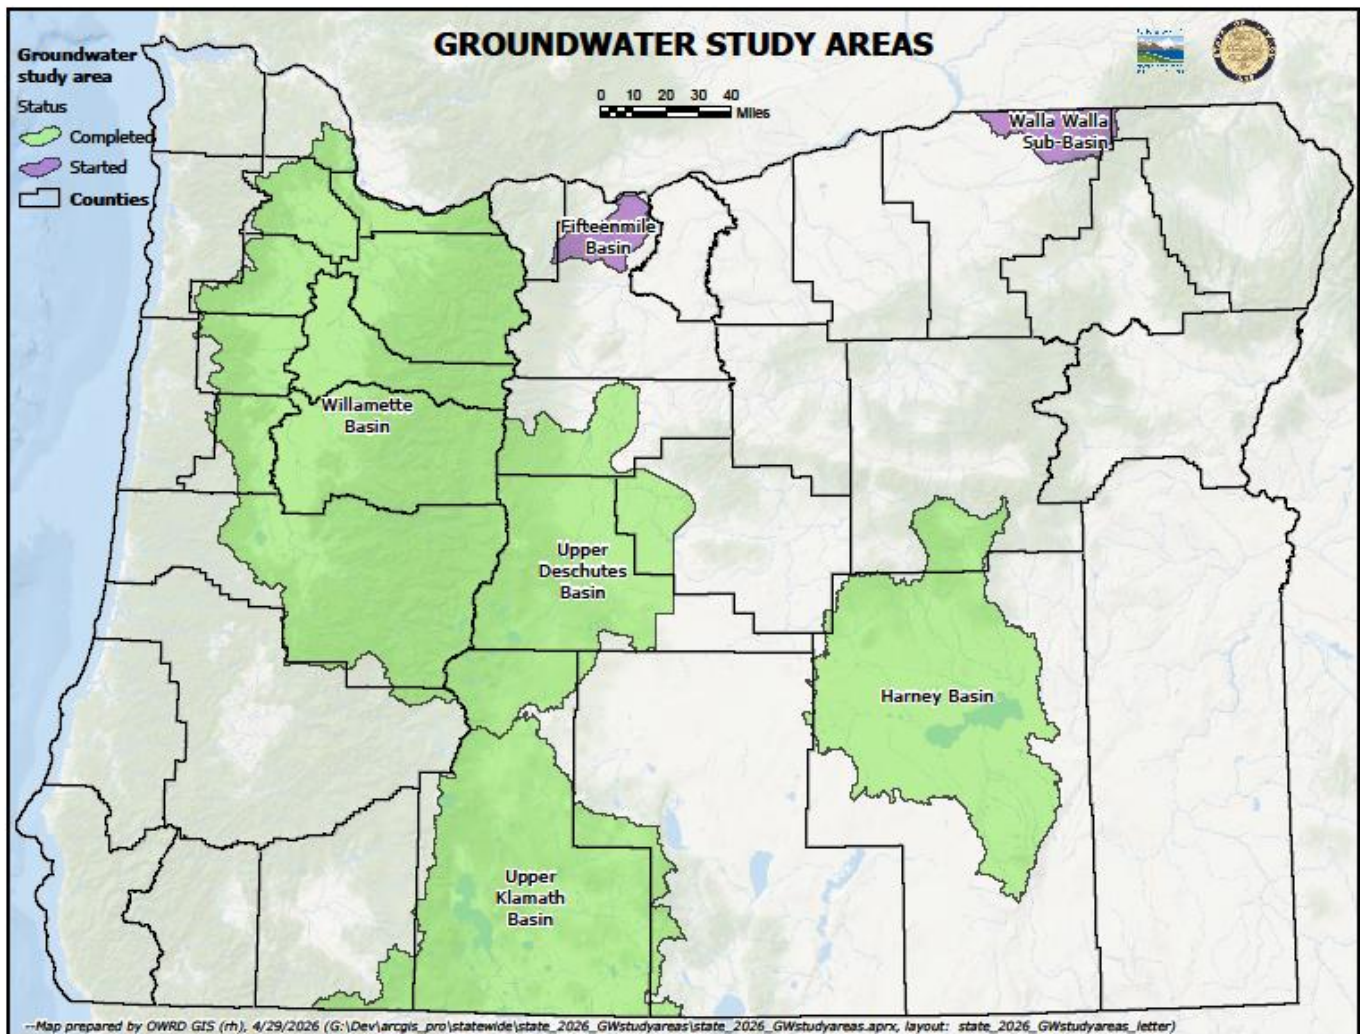 GROUNDWATER STUDY AREAS
Groundwater
study area
Status
Completed
Started
Counties
0 10 20 30 40
Miles
Walla Walla
Sub-Basin
Fifteenmile
Basin
Willamette
Basin
Upper
Deschutes
Basin
Harney Basin
Upper
Klamath
Basin
--Map prepared by OWRD GIS (rh), 4/29/2026 (G:\Dev\arcgis_pro\statewide\state_2026_GWstudyareas\state_2026_GWstudyareas.aprx, layout: state_2026_GWstudyareas_letter)